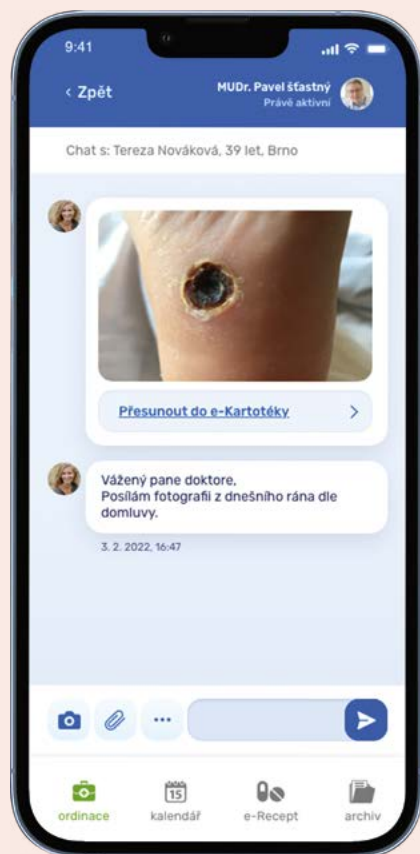 9:41
Zpět
MUDr. Pavel šťastný
Právě aktivní
Chat s: Tereza Nováková, 39 let, Brno
Přesunout do e-Kartotéky
Vážený pane doktore,
Posílám fotografii z dnešního rána dle
domluvy.
3. 2. 2022, 16:47
15
ordinace
kalendář
e-Recept
archiv